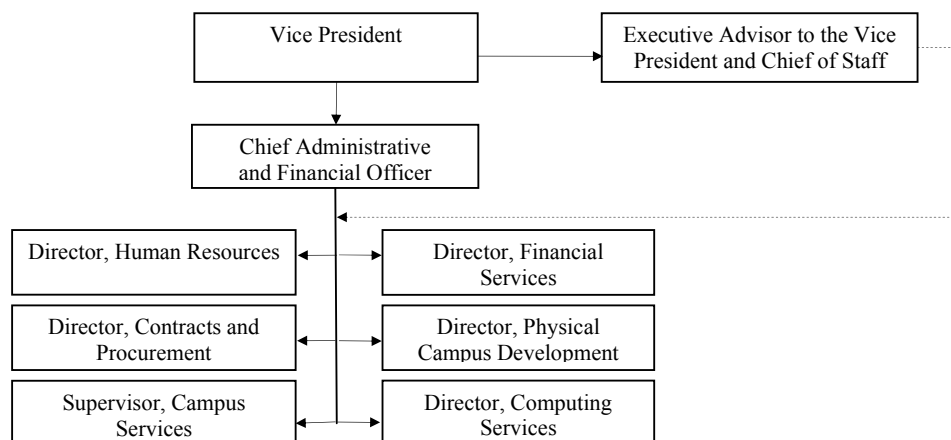 Vice President
Executive Advisor to the Vice
President and Chief of Staff
Chief Administrative
and Financial Officer
Director, Human Resources
Director, Financial
Services
Director, Contracts and
Procurement
Director, Physical
Campus Development
Supervisor, Campus
Services
Director, Computing
Services